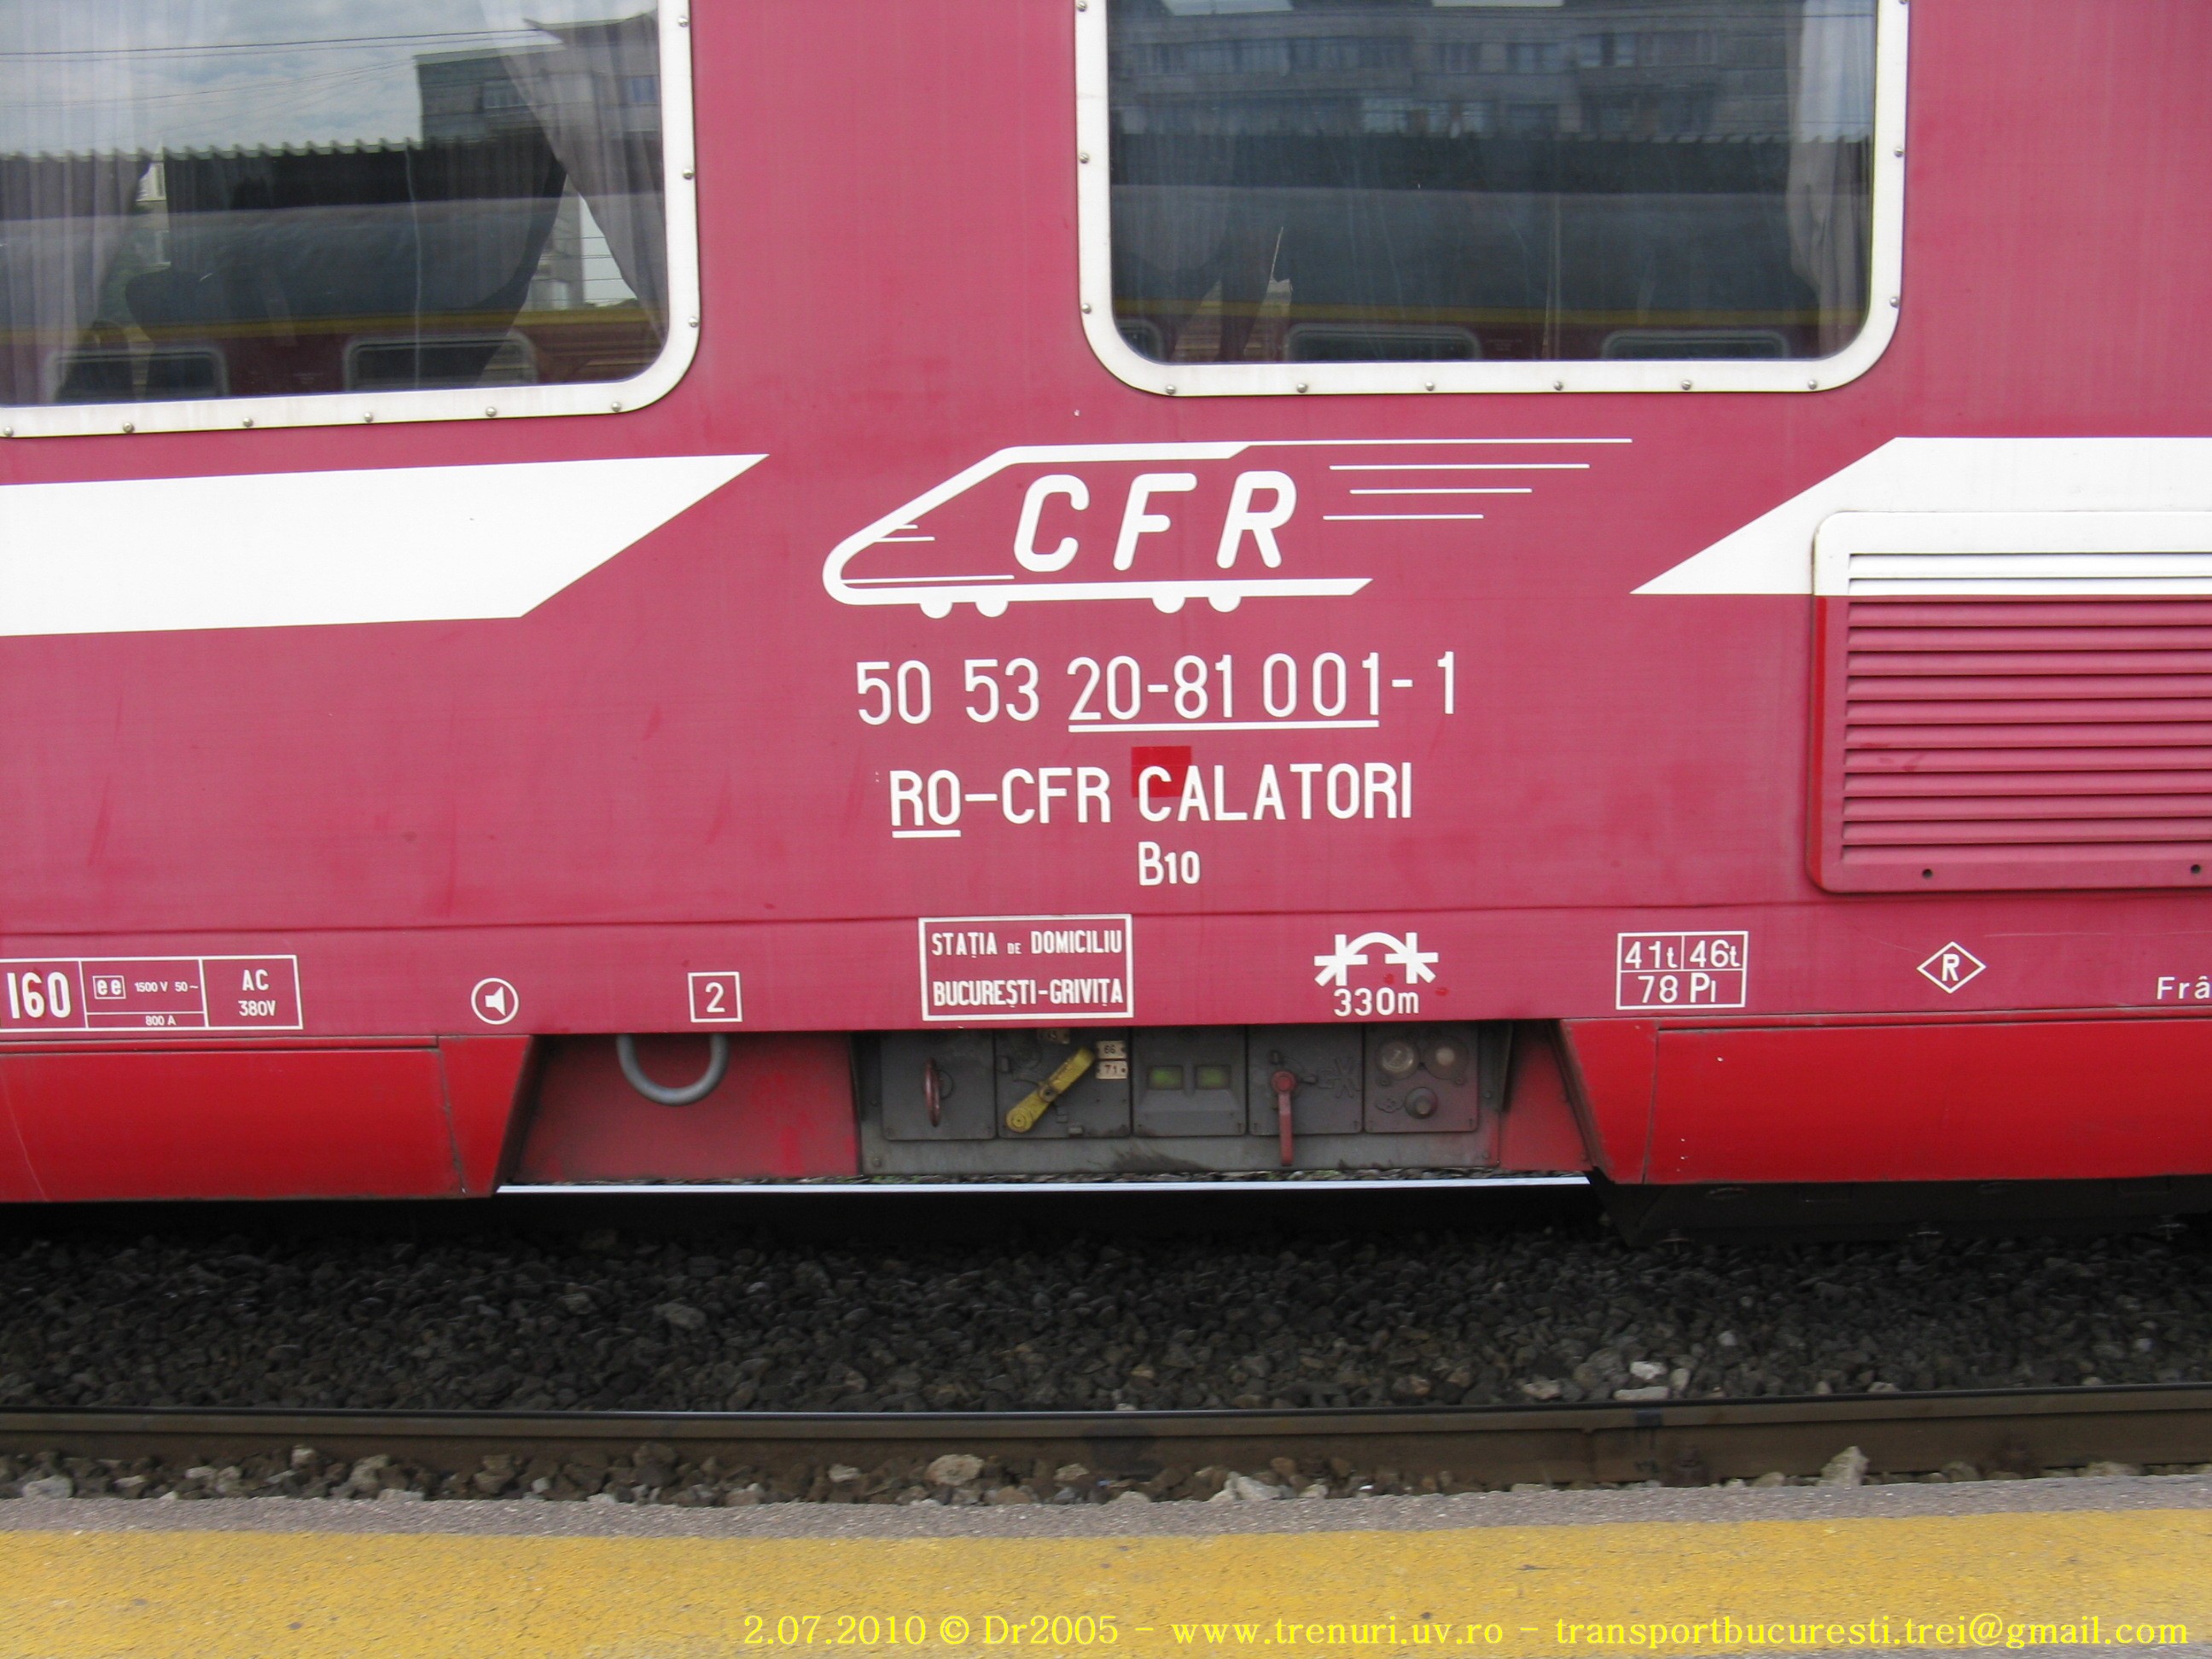 CFR
50 53 20-81 001-1
RO-CFR CALATORI
B10
160
ee 1500 V 50~
800 A
AC
380V
2
STAȚIA DE DOMICILIU
BUCUREȘTI-GRIVIȚA
330m
41t 46t
78 Pl
R
Frâ
66
71
2.07.2010 © Dr2005 - www.trenuri.uv.ro - transportbucuresti.trei@gmail.com